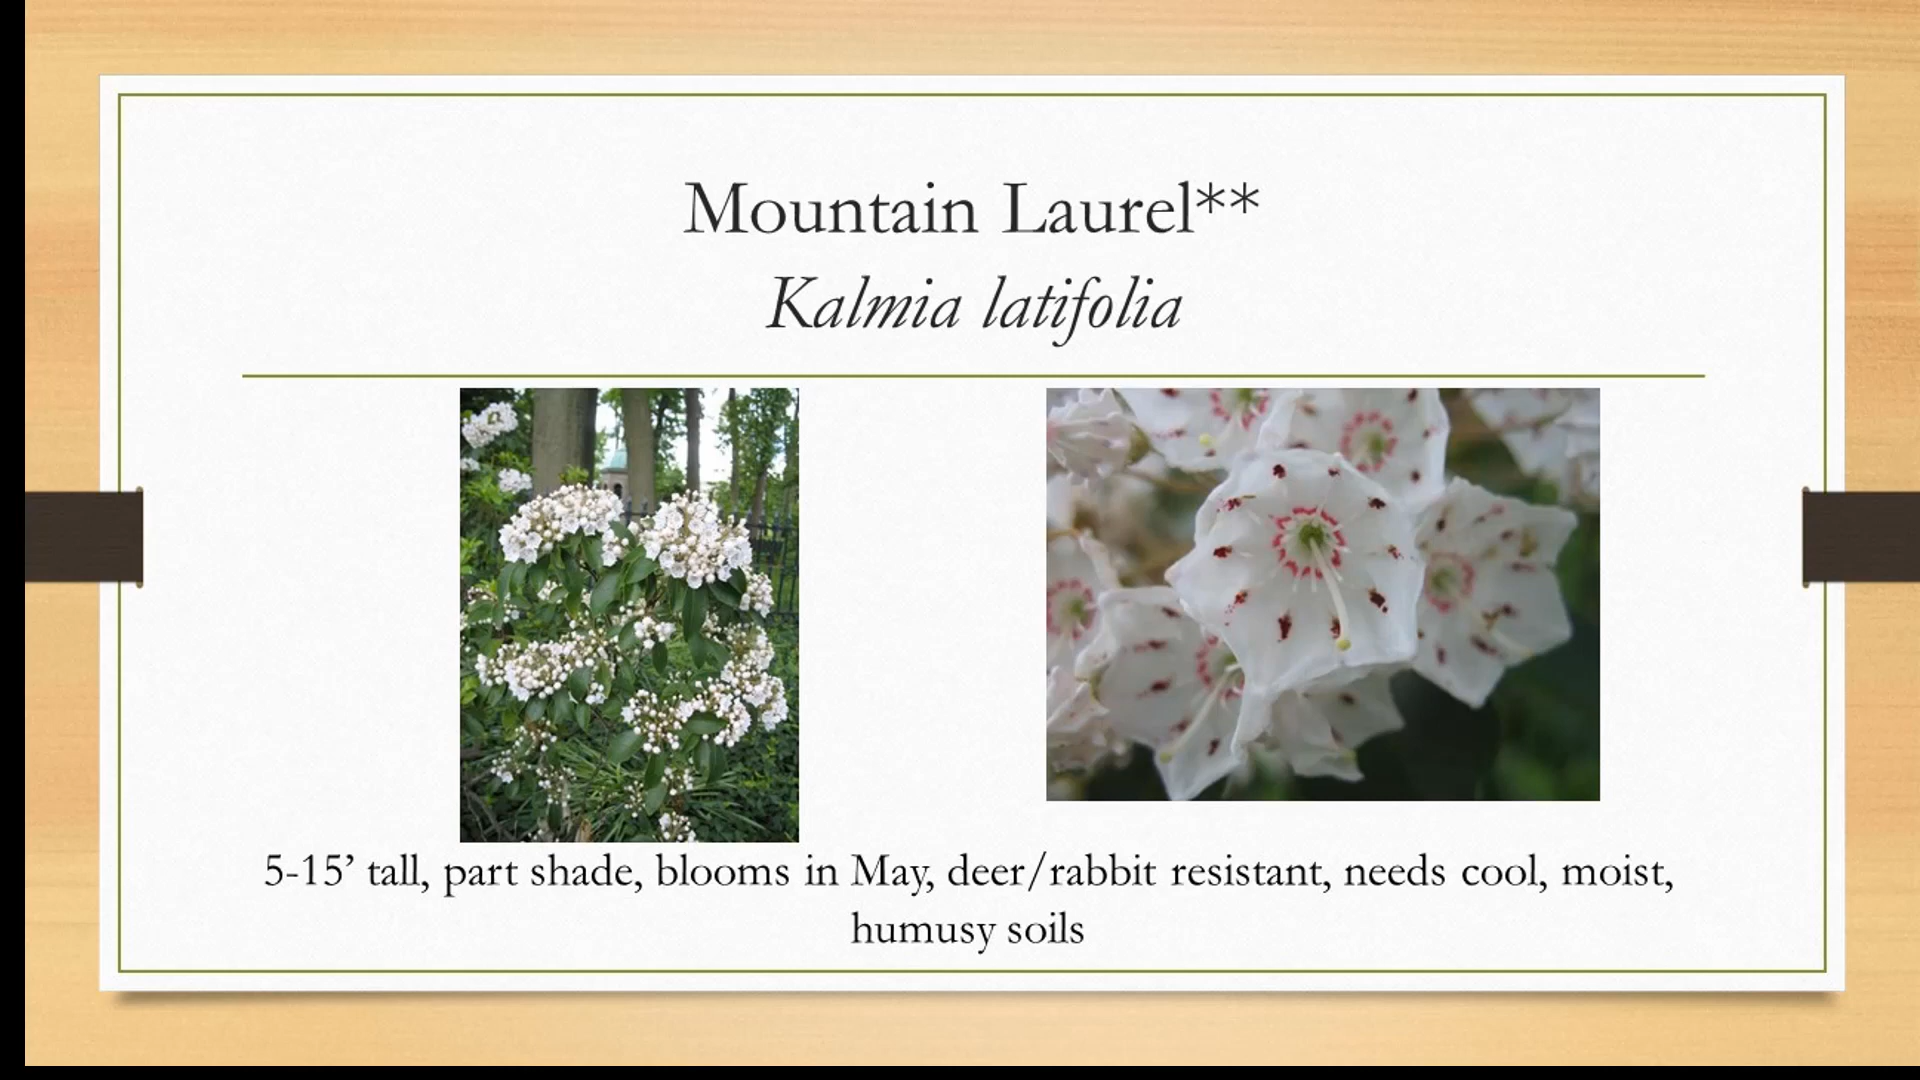 Mountain Laurel**
Kalmia latifolia
5-15’ tall, part shade, blooms in May, deer/rabbit resistant, needs cool, moist,
humusy soils